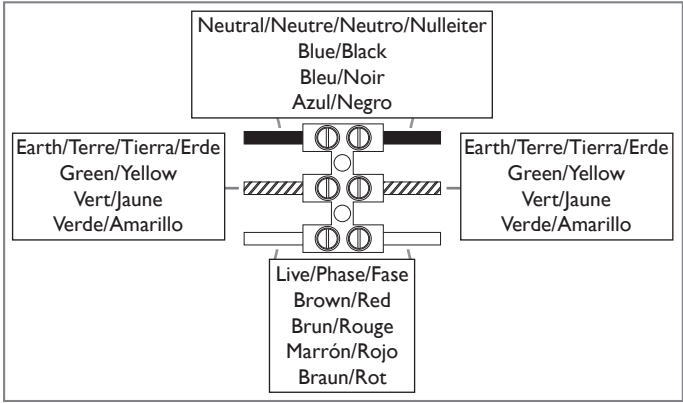 Neutral/Neutre/Neutro/Nulleiter
Blue/Black
Bleu/Noir
Azul/Negro
Earth/Terre/Tierra/Erde
Green/Yellow
Vert/Jaune
Verde/Amarillo
Earth/Terre/Tierra/Erde
Green/Yellow
Vert/Jaune
Verde/Amarillo
Live/Phase/Fase
Brown/Red
Brun/Rouge
Marrón/Rojo
Braun/Rot